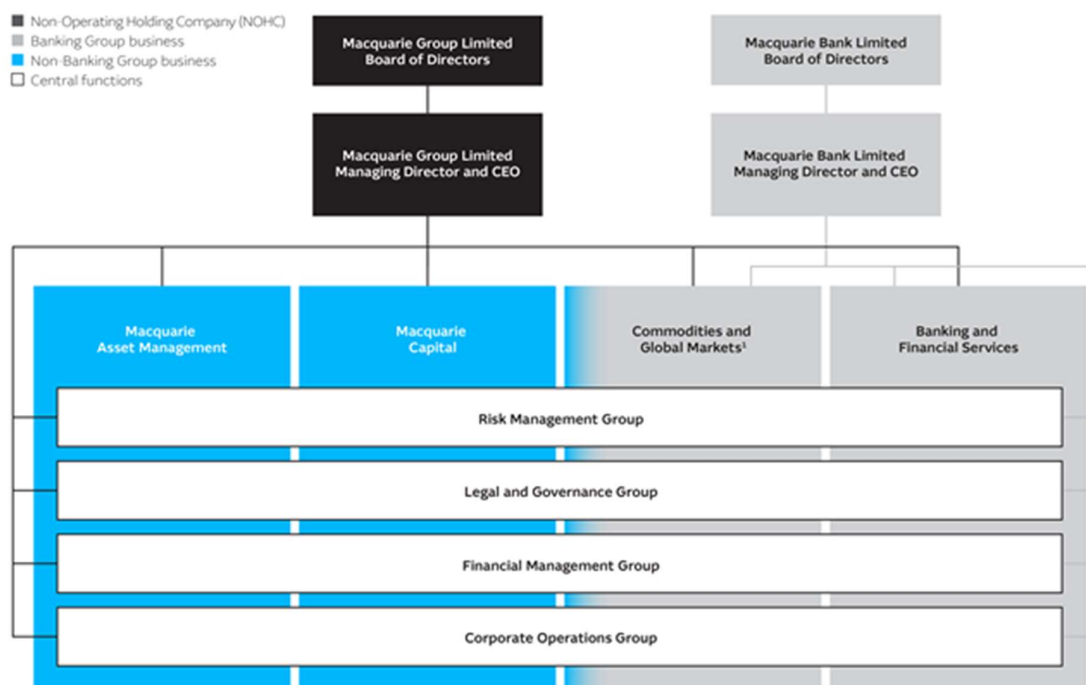 Non-Operating Holding Company (NOHC)
Banking Group business
Non-Banking Group business
Central functions
Macquarie Group Limited
Board of Directors
Macquarie Bank Limited
Board of Directors
Macquarie Group Limited
Managing Director and CEO
Macquarie Bank Limited
Managing Director and CEO
Macquarie
Asset Management
Macquarie
Capital
Commodities and
Global Markets¹
Banking and
Financial Services
Risk Management Group
Legal and Governance Group
Financial Management Group
Corporate Operations Group